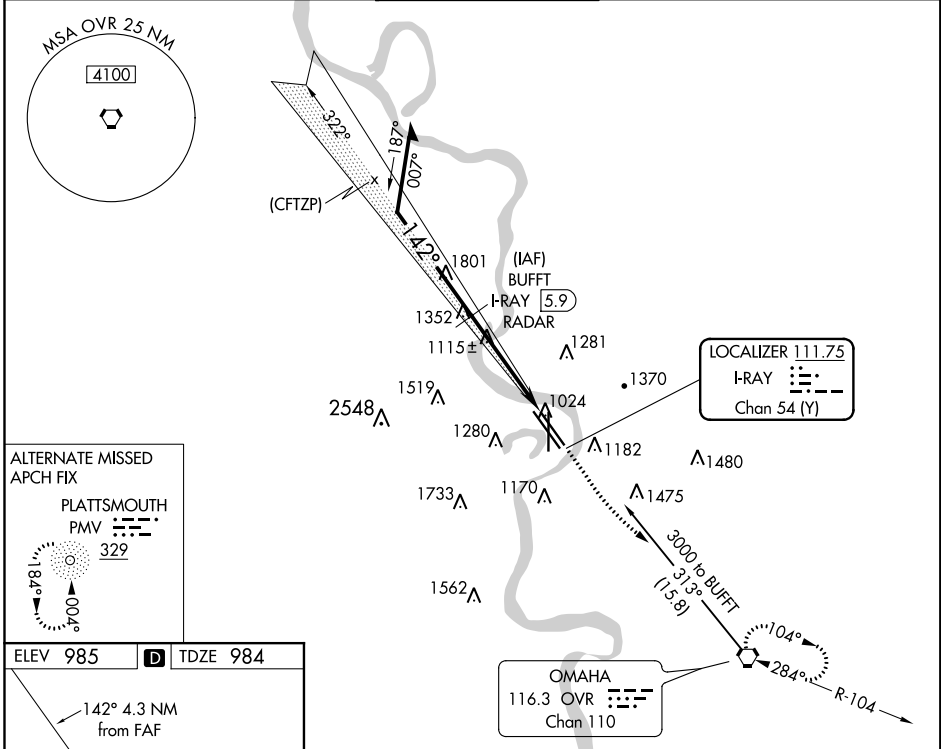 MSA OVR 25 NM
4100
322°
187°
007°
(CFTZP)
x
142°
1801
(IAF)
BUFFT
I-RAY 5.9
RADAR
1352
1115±
1281
LOCALIZER 111.75
I-RAY
Chan 54 (Y)
1370
1519
2548
1024
1280
1182
1480
ALTERNATE MISSED
APCH FIX
PLATTSMOUTH
PMV
329
184°
004°
1733
1170
1475
3000 to BUFFT
313°
(15.8)
1562
104°
284°
R-104
OMAHA
116.3 OVR
Chan 110
ELEV 985 D TDZE 984
142° 4.3 NM
from FAF